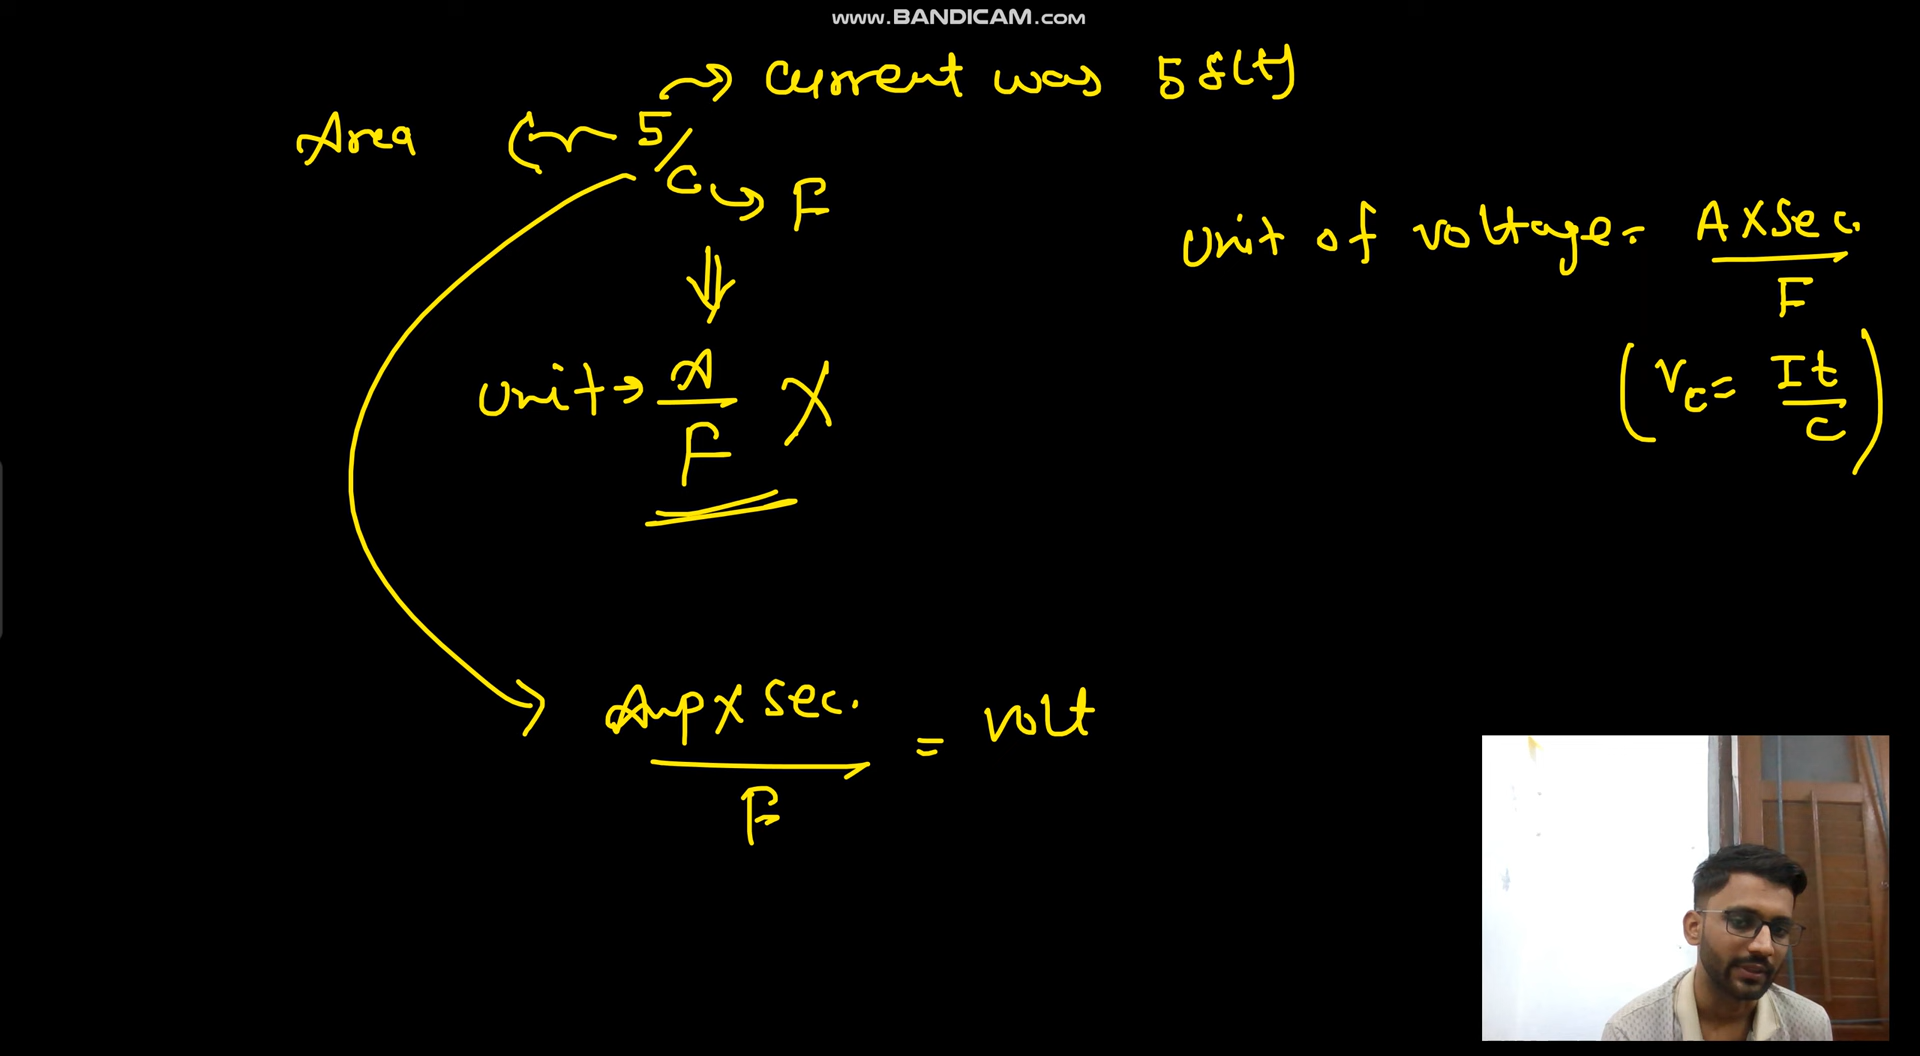 www.BANDICAM.com
current was 5δ(t)
Area
5/C
F
Unit of voltage = A X Sec. / F
(Vc = It / C)
Unit → A / F X
Amp X Sec. / F = volt